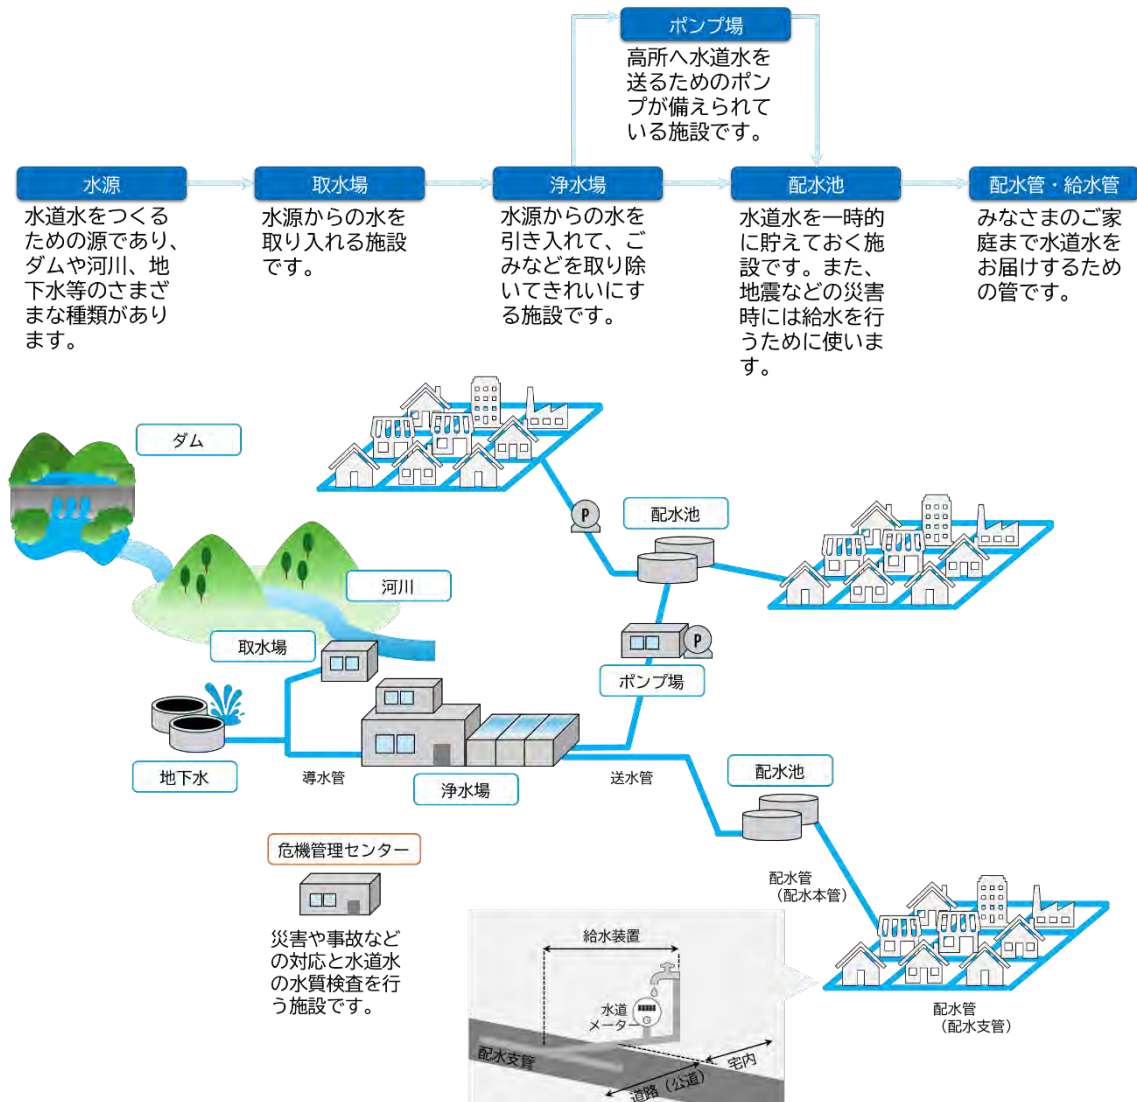 ポンプ場
高所へ水道水を
送るためのポン
プが備えられて
いる施設です。
水源
水道水をつくる
ための源であり、
ダムや河川、地
下水等のさまざ
まな種類があり
ます。
取水場
水源からの水を
取り入れる施設
です。
浄水場
水源からの水を
引き入れて、ご
みなどを取り除
いてきれいにす
る施設です。
配水池
水道水を一時的
に貯えておく施
設です。また、
地震などの災害
時には給水を行
うために使いま
す。
配水管・給水管
みなさまのご家
庭まで水道水を
お届けするため
の管です。
ダム
河川
取水場
地下水
導水管
浄水場
P
配水池
P
ポンプ場
送水管
配水池
配水管
（配水本管）
配水管
（配水支管）
危機管理センター
災害や事故など
の対応と水道水
の水質検査を行
う施設です。
給水装置
水道
メーター
配水支管
道路（公道）
宅内